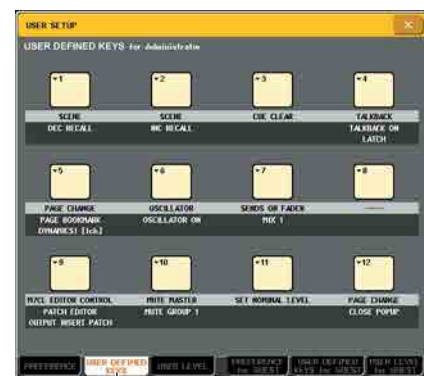 USER SETUP
USER DEFINED KEYS for Administrator
1
2
3
4
SCENE
SCENE
CUE CLEAR
TALKBACK
DEC RECALL
INC RECALL
TALKBACK ON
LATCH
5
6
7
8
PAGE CHANGE
OSCILLATOR
SENDS ON FADER
-----
PAGE BOOKMARK
DYNAMICS1 [1ch]
OSCILLATOR ON
MIX 1
9
10
11
12
M7CL EDITOR CONTROL
MUTE MASTER
SET NOMINAL LEVEL
PAGE CHANGE
PATCH EDITOR
OUTPUT INSERT PATCH
MUTE GROUP 1
CLOSE POPUP
PREFERENCE
USER DEFINED
KEYS
USER LEVEL
PREFERENCE
for GUEST
USER DEFINED
KEYS for GUEST
USER LEVEL
for GUEST